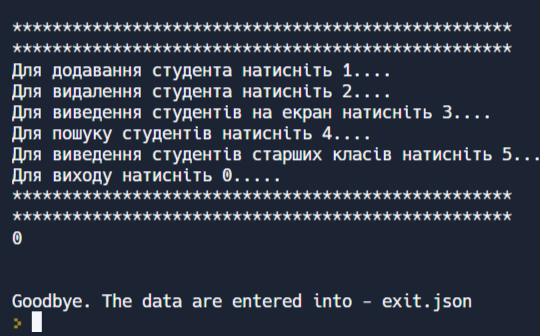 **************************************************
**************************************************
Для додавання студента натисніть 1....
Для видалення студента натисніть 2....
Для виведення студентів на екран натисніть 3....
Для пошуку студентів натисніть 4....
Для виведення студентів старших класів натисніть 5...
Для виходу натисніть 0.....
**************************************************
**************************************************
0
Goodbye. The data are entered into - exit.json
>